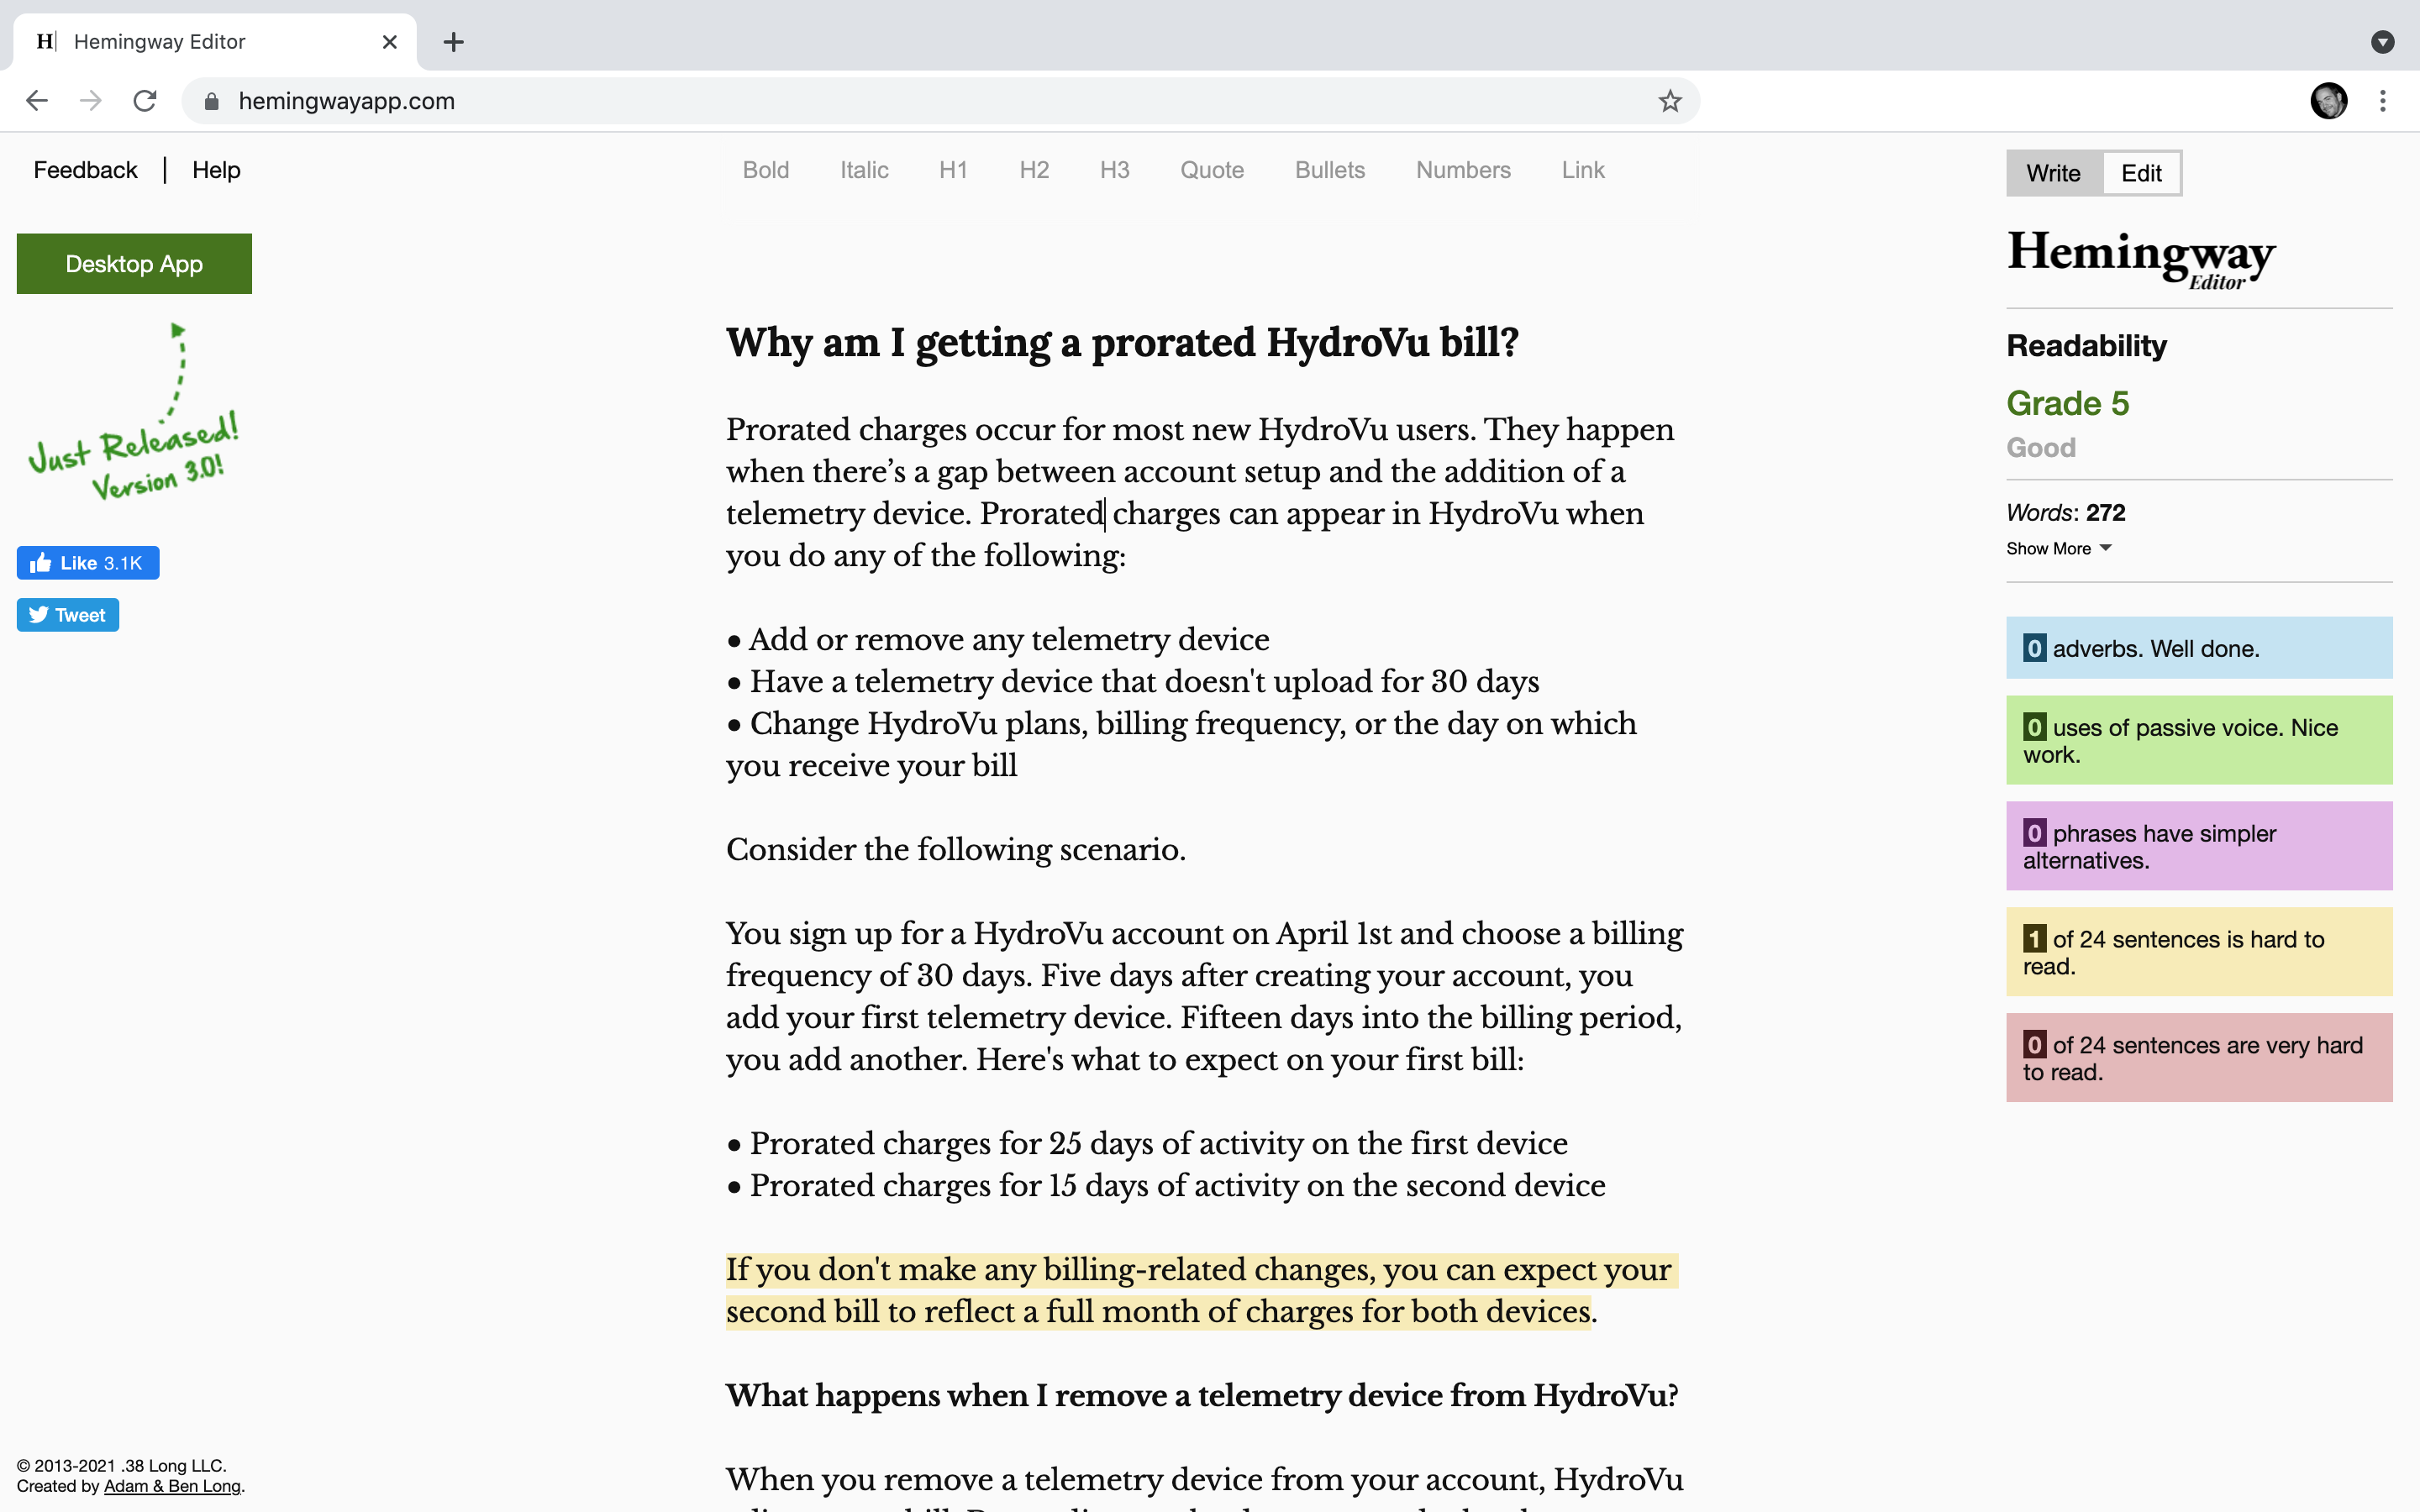 H Hemingway Editor
hemingwayapp.com
Feedback | Help
Bold Italic H1 H2 H3 Quote Bullets Numbers Link
Write Edit
Desktop App
Just Released!
Version 3.0!
Like 3.1K
Tweet
Why am I getting a prorated HydroVu bill?
Prorated charges occur for most new HydroVu users. They happen
when there’s a gap between account setup and the addition of a
telemetry device. Prorated charges can appear in HydroVu when
you do any of the following:
● Add or remove any telemetry device
● Have a telemetry device that doesn't upload for 30 days
● Change HydroVu plans, billing frequency, or the day on which
you receive your bill
Consider the following scenario.
You sign up for a HydroVu account on April 1st and choose a billing
frequency of 30 days. Five days after creating your account, you
add your first telemetry device. Fifteen days into the billing period,
you add another. Here's what to expect on your first bill:
● Prorated charges for 25 days of activity on the first device
● Prorated charges for 15 days of activity on the second device
If you don't make any billing-related changes, you can expect your
second bill to reflect a full month of charges for both devices.
What happens when I remove a telemetry device from HydroVu?
When you remove a telemetry device from your account, HydroVu
Hemingway
Editor
Readability
Grade 5
Good
Words: 272
Show More
0 adverbs. Well done.
0 uses of passive voice. Nice
work.
0 phrases have simpler
alternatives.
1 of 24 sentences is hard to
read.
0 of 24 sentences are very hard
to read.
© 2013-2021 .38 Long LLC.
Created by Adam & Ben Long.